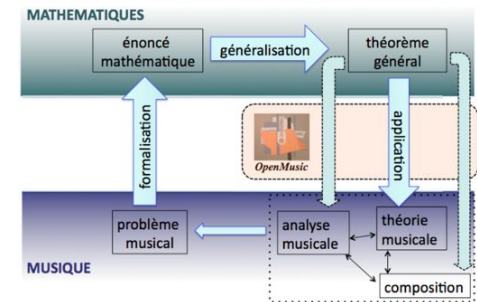 MATHEMATIQUES
énoncé
mathématique
généralisation
théorème
général
formalisation
OpenMusic
application
problème
musical
analyse
musicale
théorie
musicale
MUSIQUE
composition